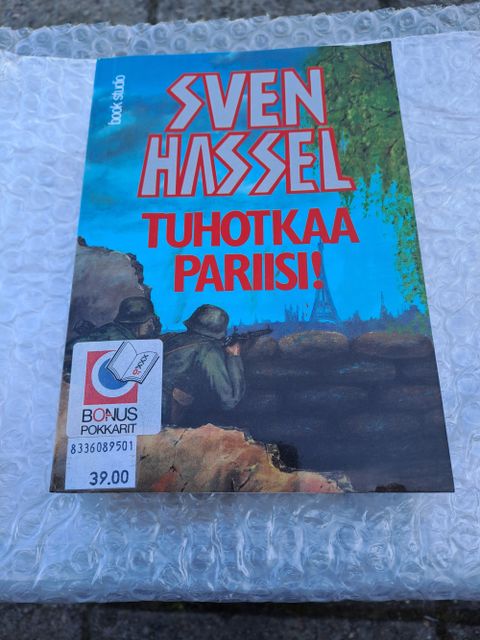 book studio
SVEN
HASSEL
TUHOTKAA
PARIISI!
BONUS
POKKARIT
8336089501
39.00